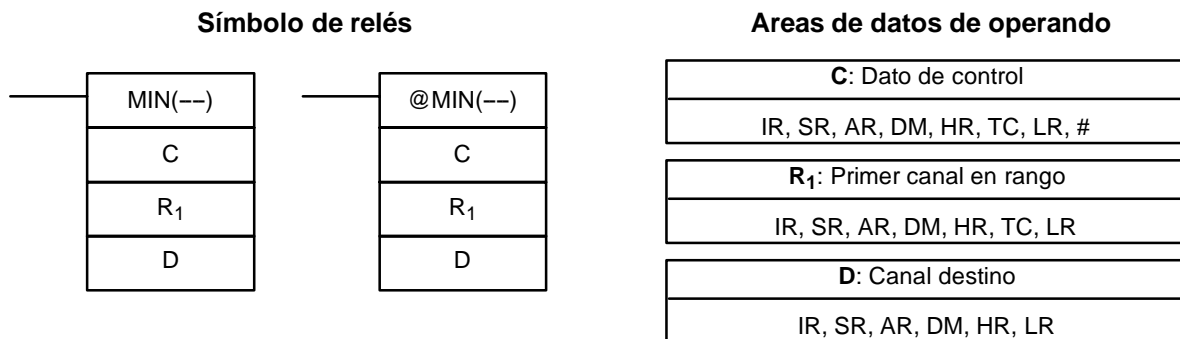 Símbolo de relés
MIN(−−)
C
R1
D
@MIN(−−)
C
R1
D
Areas de datos de operando
C: Dato de control
IR, SR, AR, DM, HR, TC, LR, #
R1: Primer canal en rango
IR, SR, AR, DM, HR, TC, LR
D: Canal destino
IR, SR, AR, DM, HR, LR